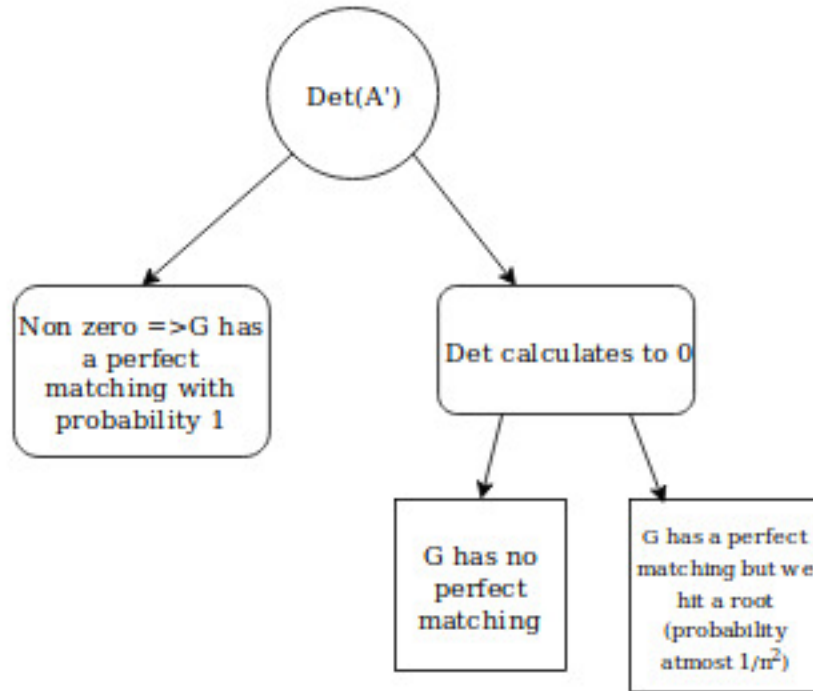 Det(A')
Non zero =>G has
a perfect
matching with
probability 1
Det calculates to 0
G has no
perfect
matching
G has a perfect
matching but we
hit a root
(probability
atmost 1/n²)